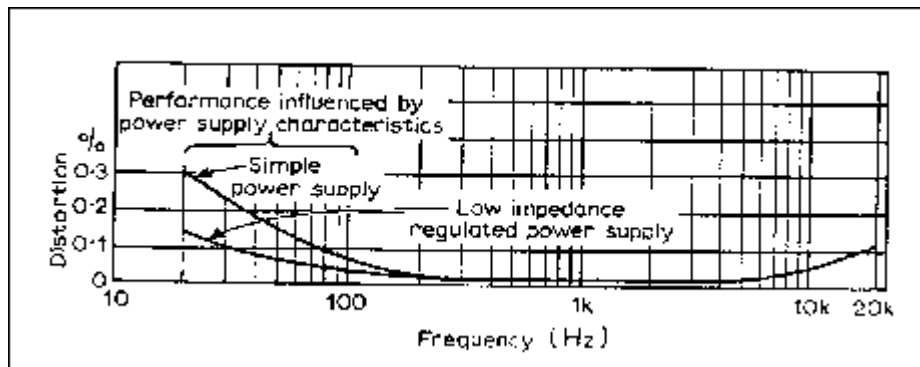 Performance influenced by
power supply characteristics
Simple
power supply
Low impedance
regulated power supply
Distortion %
0.3
0.2
0.1
0
10
100
1k
10k
20k
Frequency (Hz)